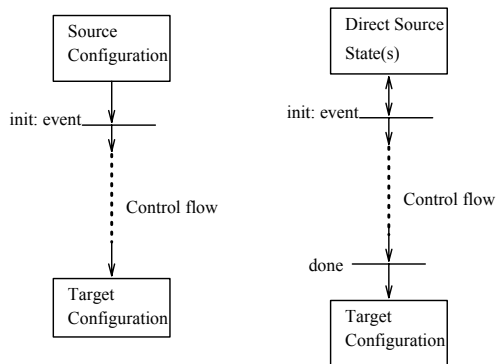 Source
Configuration
init: event
Control flow
Target
Configuration
Direct Source
State(s)
init: event
Control flow
done
Target
Configuration